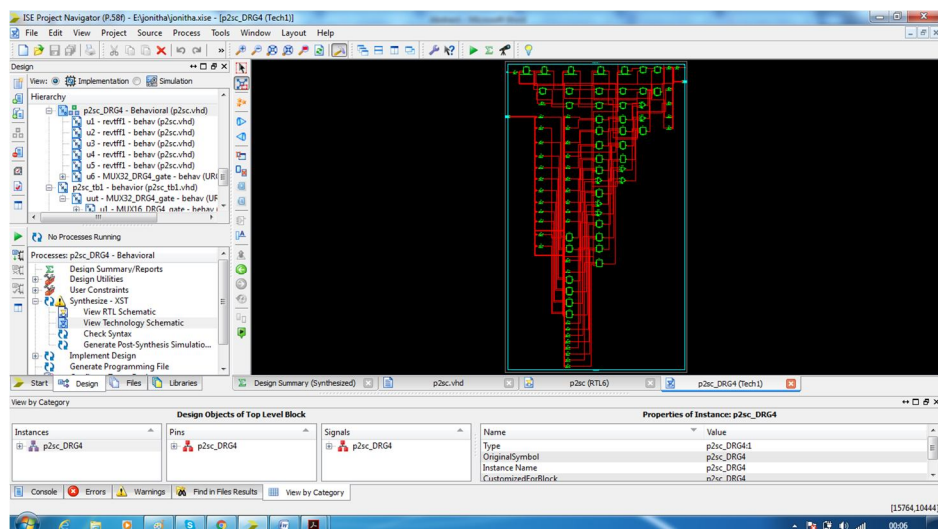 ISE Project Navigator (P.58f) - E:\jonitha\jonitha.xise - [p2sc_DRG4 (Tech1)]
File Edit View Project Source Process Tools Window Layout Help
Design
View: Implementation Simulation
Hierarchy
p2sc_DRG4 - Behavioral (p2sc.vhd)
u1 - revtff1 - behav (p2sc.vhd)
u2 - revtff1 - behav (p2sc.vhd)
u3 - revtff1 - behav (p2sc.vhd)
u4 - revtff1 - behav (p2sc.vhd)
u5 - revtff1 - behav (p2sc.vhd)
u6 - MUX32_DRG4_gate - behav (URI
p2sc_tb1 - behavior (p2sc_tb1.vhd)
uut - MUX32_DRG4_gate - behav (UR
u1 - MUX16_DRG4_gate - behav (
No Processes Running
Processes: p2sc_DRG4 - Behavioral
Design Summary/Reports
Design Utilities
User Constraints
Synthesize - XST
View RTL Schematic
View Technology Schematic
Check Syntax
Generate Post-Synthesis Simulatio...
Implement Design
Generate Programming File
Start Design Files Libraries
Design Summary (Synthesized) p2sc.vhd p2sc (RTL6) p2sc_DRG4 (Tech1)
View by Category
Design Objects of Top Level Block Properties of Instance: p2sc_DRG4
Instances Pins Signals Name Value
p2sc_DRG4 p2sc_DRG4 p2sc_DRG4 Type p2sc_DRG4:1
OriginalSymbol p2sc_DRG4
Instance Name p2sc_DRG4
CustomizedForBlock p2sc_DRG4
Console Errors Warnings Find in Files Results View by Category
[15764,10444]
00:06